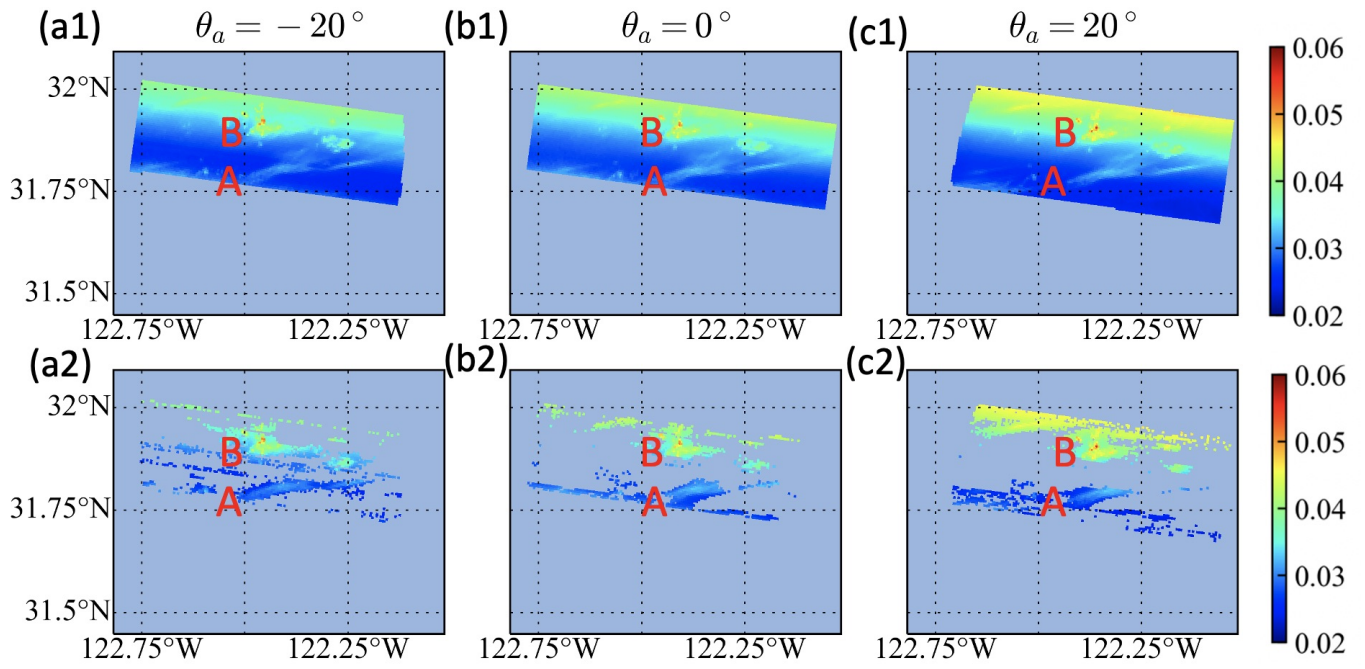 (a1) θₐ = − 20° (b1) θₐ = 0° (c1) θₐ = 20°
0.06
32°N
0.05
B B B
0.04
31.75°N A A A
0.03
31.5°N
0.02
122.75°W 122.25°W 122.75°W 122.25°W 122.75°W 122.25°W
(a2) (b2) (c2)
0.06
32°N
0.05
B B B
0.04
31.75°N A A A
0.03
31.5°N
0.02
122.75°W 122.25°W 122.75°W 122.25°W 122.75°W 122.25°W